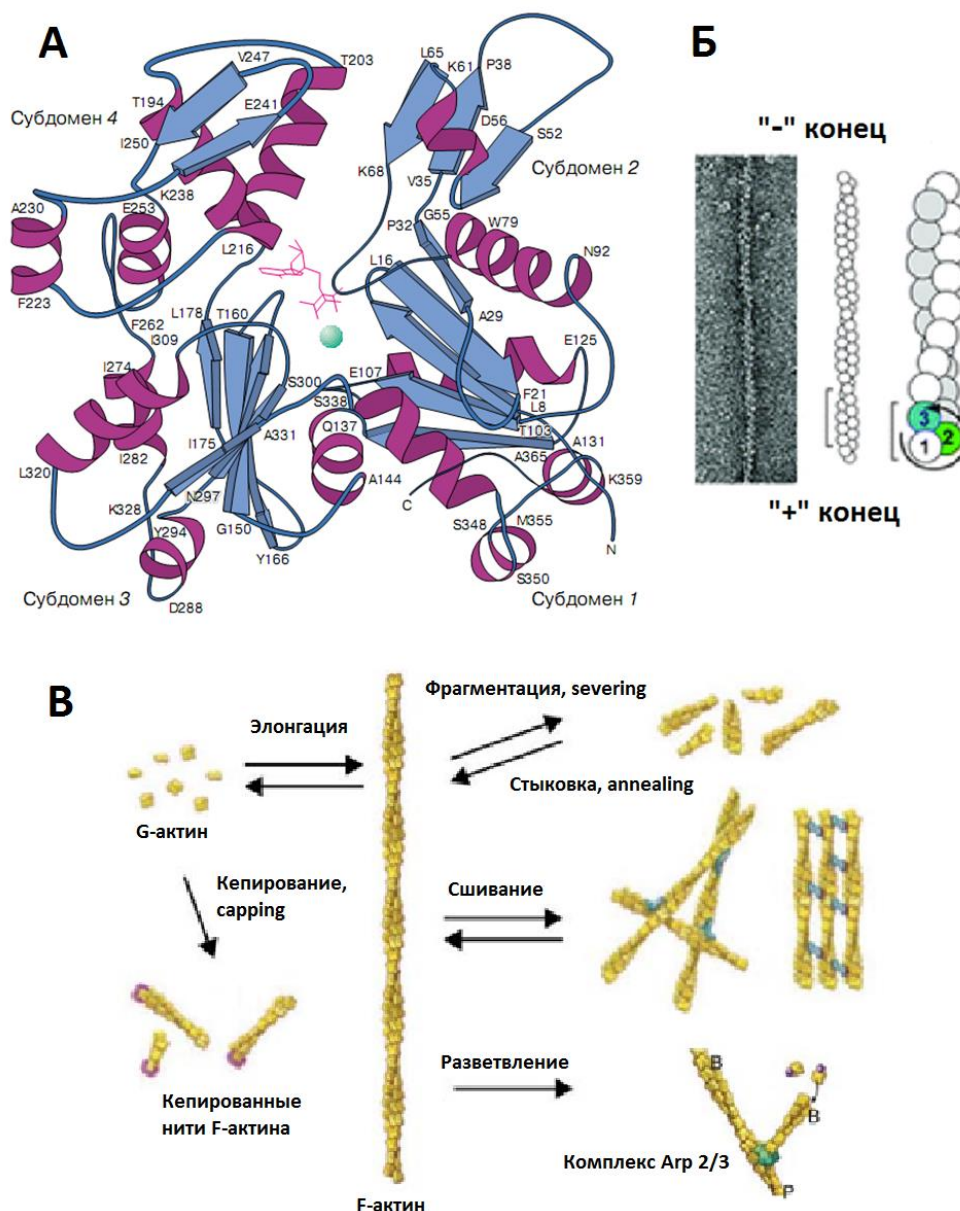 А
V247
T203
L65
K61
P38
T194
E241
D56
S52
Субдомен 4
I250
Субдомен 2
K68
V35
K238
A230
E253
P32
G55
W79
N92
L216
L16
F223
L178
T160
A29
F262
I309
E125
I274
S300
E107
F21
L8
S338
T103
Q137
I175
A331
A131
I282
A365
L320
A144
K359
K328
N297
C
Y294
G150
S348
M355
N
Y166
S350
D288
Субдомен 3
Субдомен 1
Б
"-" конец
3
2
1
"+" конец
В
Элонгация
Фрагментация, severing
G-актин
Стыковка, annealing
Кепирование,
capping
Сшивание
Кепированные
нити F-актина
Разветвление
B
B
Комплекс Arp 2/3
P
F-актин